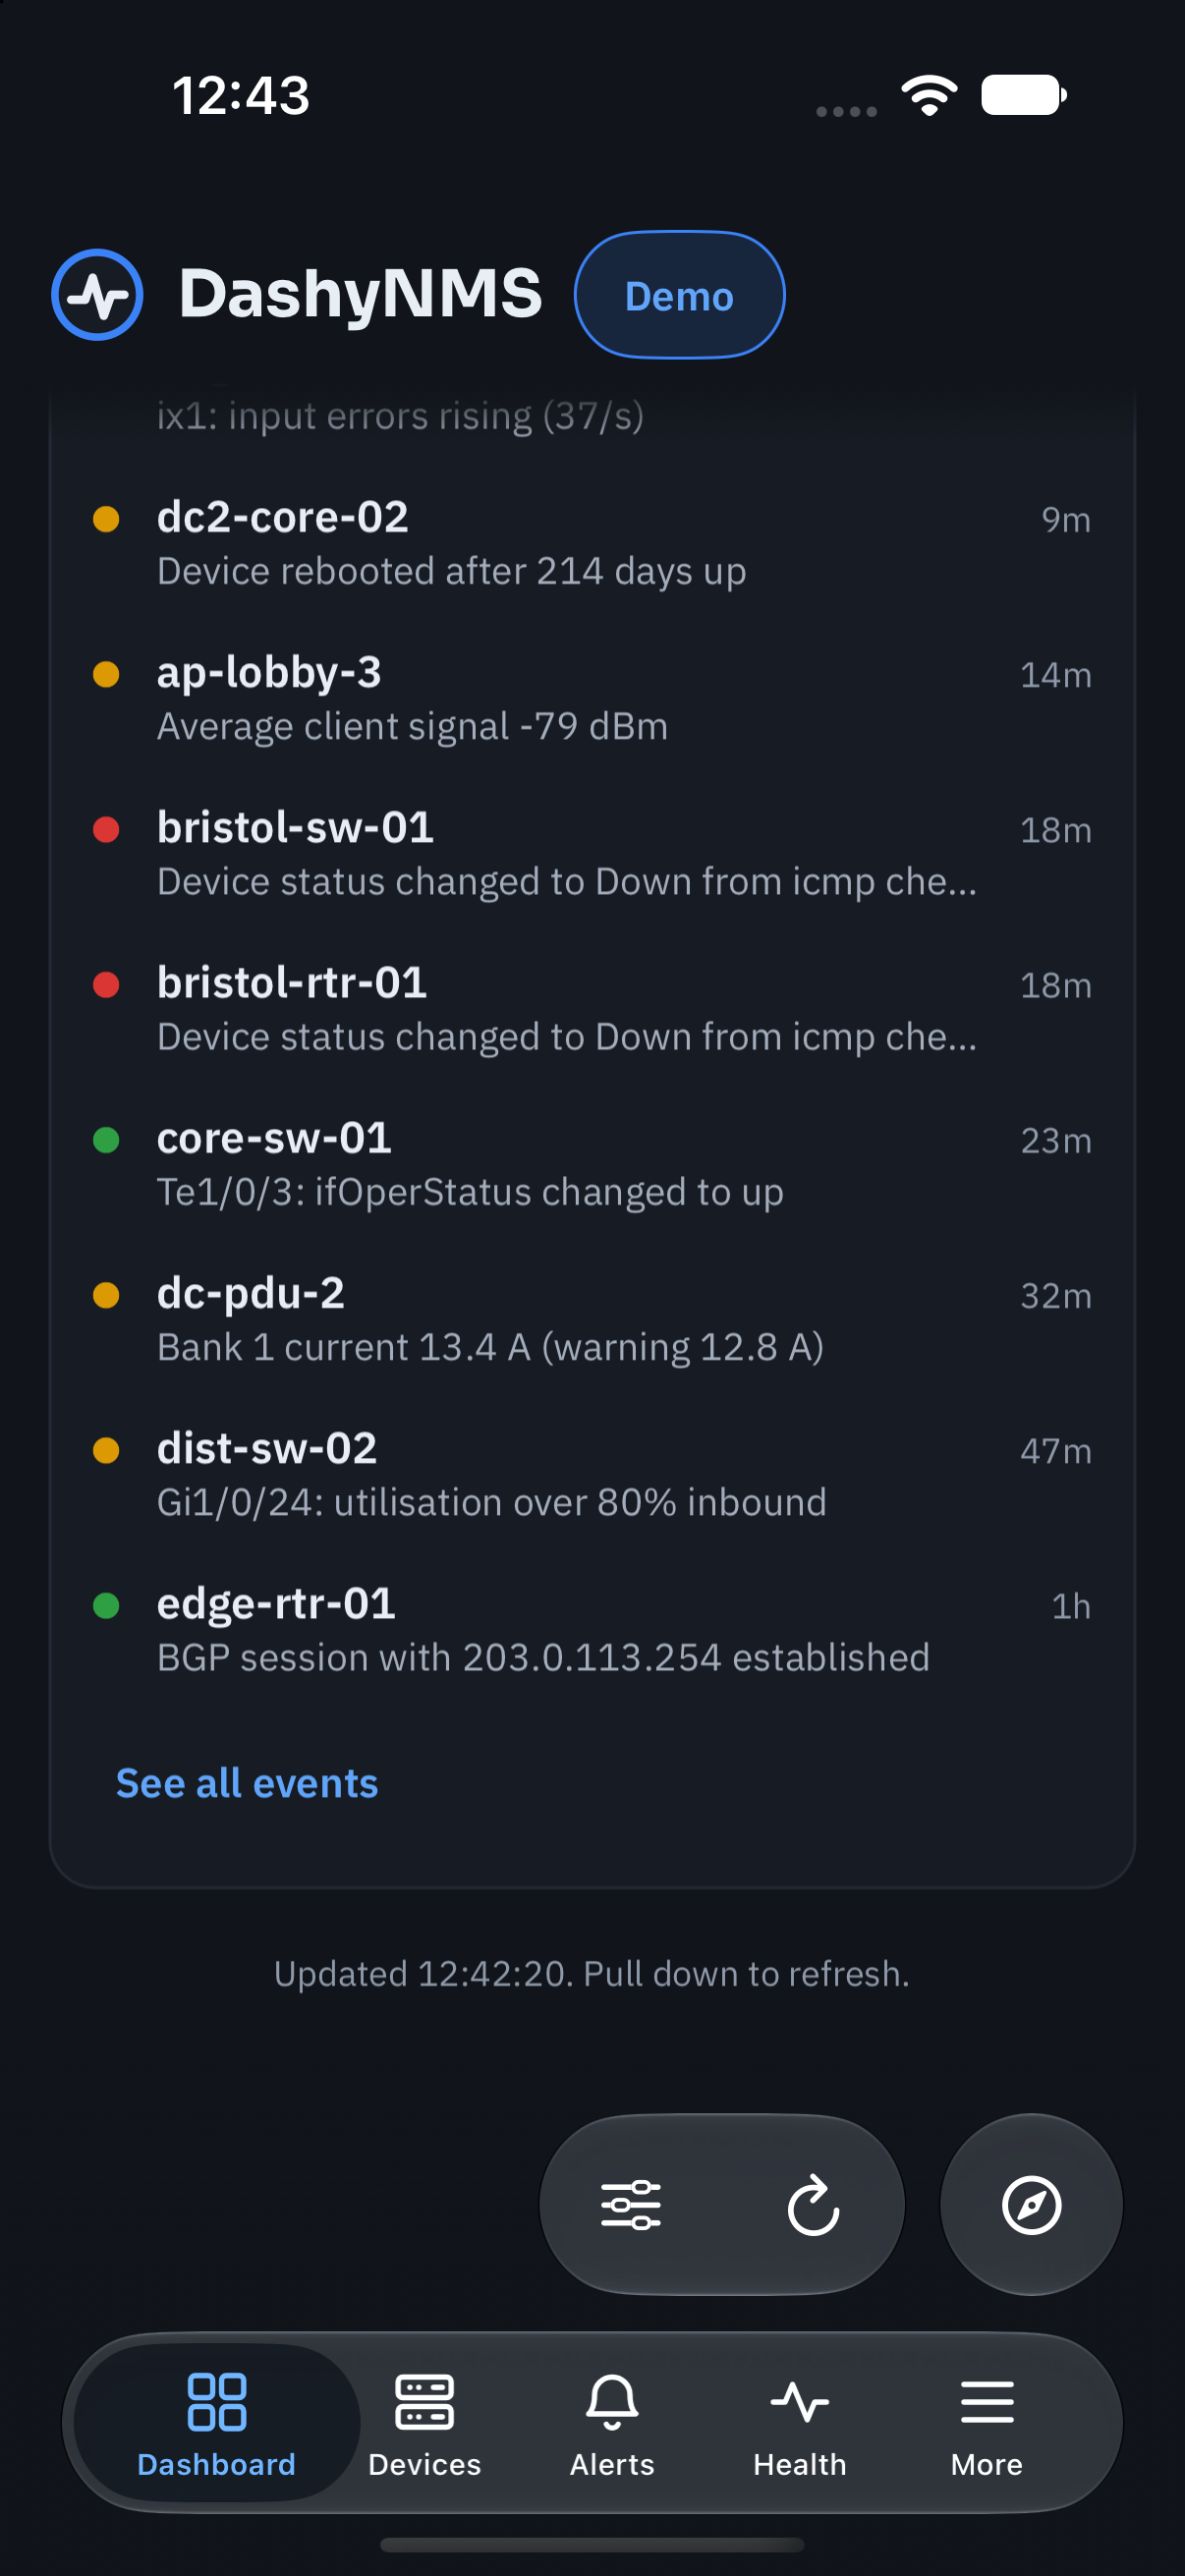 12:43
DashyNMS
Demo
ix1: input errors rising (37/s)
dc2-core-02
9m
Device rebooted after 214 days up
ap-lobby-3
14m
Average client signal -79 dBm
bristol-sw-01
18m
Device status changed to Down from icmp che...
bristol-rtr-01
18m
Device status changed to Down from icmp che...
core-sw-01
23m
Te1/0/3: ifOperStatus changed to up
dc-pdu-2
32m
Bank 1 current 13.4 A (warning 12.8 A)
dist-sw-02
47m
Gi1/0/24: utilisation over 80% inbound
edge-rtr-01
1h
BGP session with 203.0.113.254 established
See all events
Updated 12:42:20. Pull down to refresh.
Dashboard
Devices
Alerts
Health
More